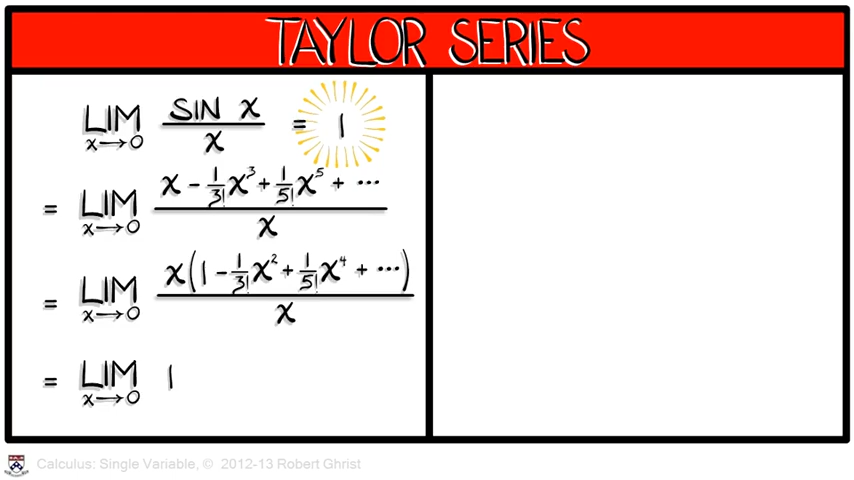 TAYLOR SERIES
LIM x→0 SIN x / x = 1
= LIM x→0 (x - 1/3! x³ + 1/5! x⁵ + ···) / x
= LIM x→0 x(1 - 1/3! x² + 1/5! x⁴ + ···) / x
= LIM x→0 1
Calculus: Single Variable, © 2012-13 Robert Ghrist